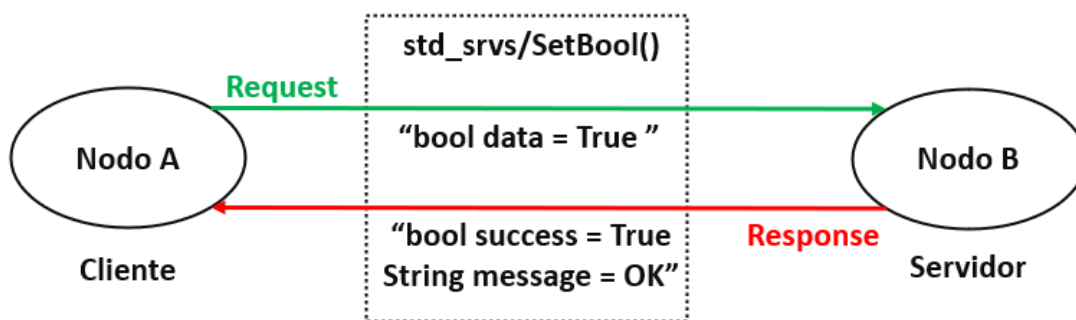 std_srvs/SetBool()
Request
“bool data = True ”
Nodo A
Nodo B
“bool success = True
String message = OK”
Response
Cliente
Servidor